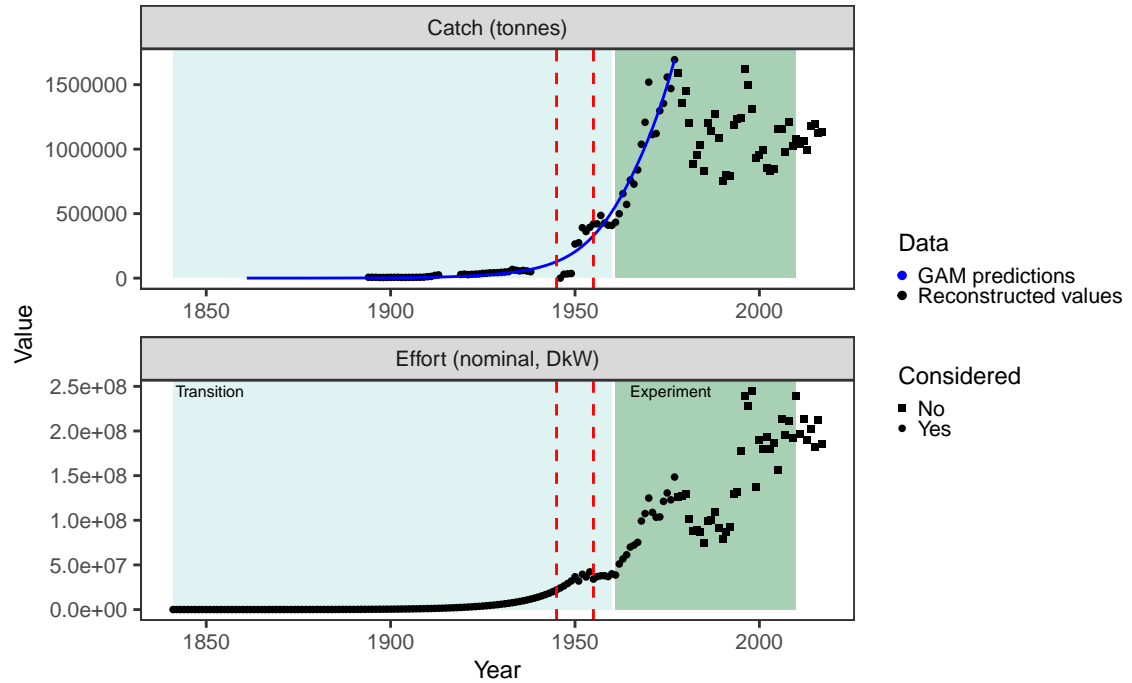 Catch (tonnes)
1500000
1000000
500000
0
1850
1900
1950
2000
Value
Effort (nominal, DkW)
2.5e+08
2.0e+08
1.5e+08
1.0e+08
5.0e+07
0.0e+00
Transition
Experiment
1850
1900
1950
2000
Year
Data
GAM predictions
Reconstructed values
Considered
No
Yes